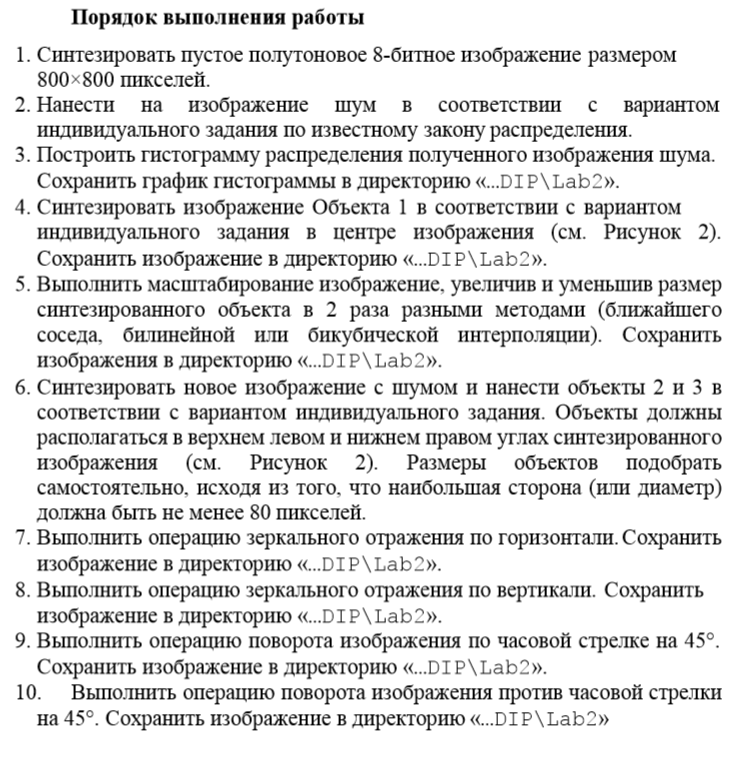 Порядок выполнения работы
1. Синтезировать пустое полутоновое 8-битное изображение размером
800×800 пикселей.
2. Нанести на изображение шум в соответствии с вариантом
индивидуального задания по известному закону распределения.
3. Построить гистограмму распределения полученного изображения шума.
Сохранить график гистограммы в директорию «...DIP\Lab2».
4. Синтезировать изображение Объекта 1 в соответствии с вариантом
индивидуального задания в центре изображения (см. Рисунок 2).
Сохранить изображение в директорию «...DIP\Lab2».
5. Выполнить масштабирование изображение, увеличив и уменьшив размер
синтезированного объекта в 2 раза разными методами (ближайшего
соседа, билинейной или бикубической интерполяции). Сохранить
изображения в директорию «...DIP\Lab2».
6. Синтезировать новое изображение с шумом и нанести объекты 2 и 3 в
соответствии с вариантом индивидуального задания. Объекты должны
располагаться в верхнем левом и нижнем правом углах синтезированного
изображения (см. Рисунок 2). Размеры объектов подобрать
самостоятельно, исходя из того, что наибольшая сторона (или диаметр)
должна быть не менее 80 пикселей.
7. Выполнить операцию зеркального отражения по горизонтали. Сохранить
изображение в директорию «...DIP\Lab2».
8. Выполнить операцию зеркального отражения по вертикали. Сохранить
изображение в директорию «...DIP\Lab2».
9. Выполнить операцию поворота изображения по часовой стрелке на 45°.
Сохранить изображение в директорию «...DIP\Lab2».
10. Выполнить операцию поворота изображения против часовой стрелки
на 45°. Сохранить изображение в директорию «...DIP\Lab2»